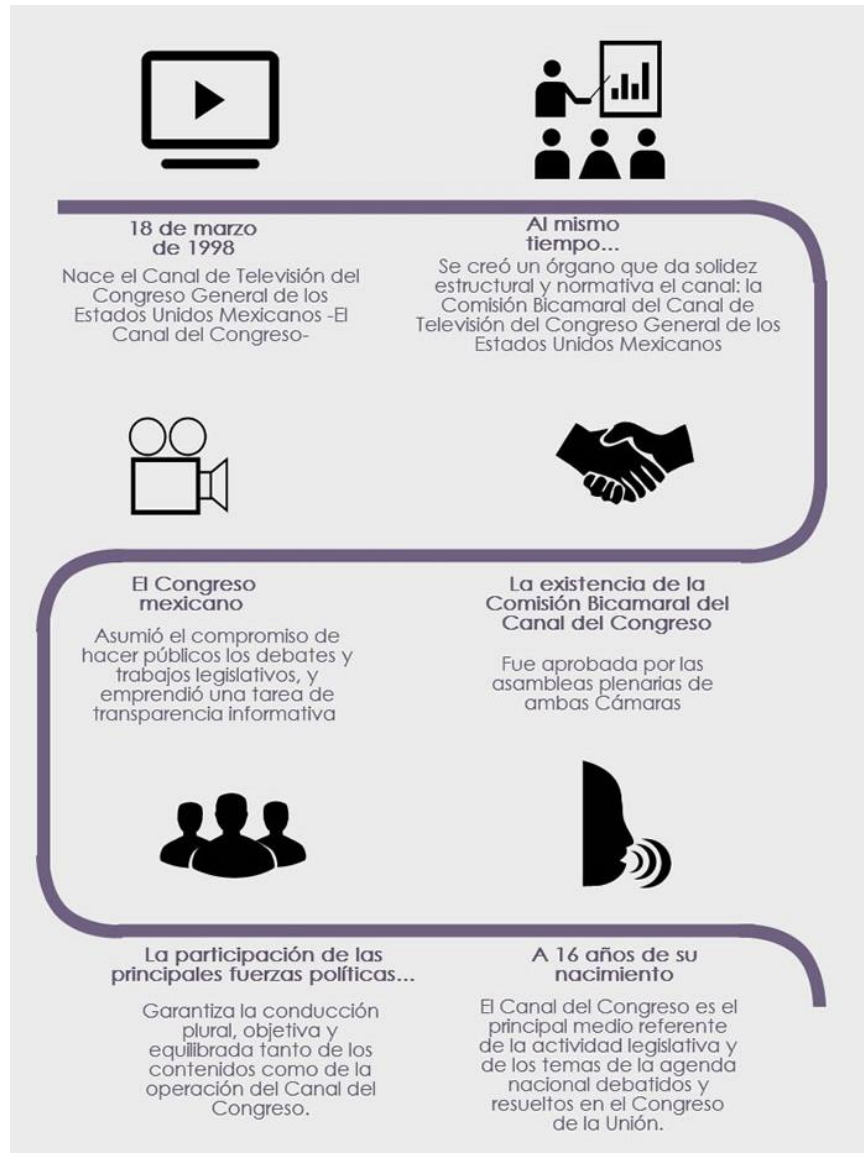 18 de marzo
de 1998
Nace el Canal de Televisión del
Congreso General de los
Estados Unidos Mexicanos -El
Canal del Congreso-
Al mismo
tiempo...
Se creó un órgano que da solidez
estructural y normativa el canal: la
Comisión Bicamaral del Canal de
Televisión del Congreso General de los
Estados Unidos Mexicanos
El Congreso
mexicano
Asumió el compromiso de
hacer públicos los debates y
trabajos legislativos, y
emprendió una tarea de
transparencia informativa
La existencia de la
Comisión Bicamaral del
Canal del Congreso
Fue aprobada por las
asambleas plenarias de
ambas Cámaras
La participación de las
principales fuerzas políticas...
Garantiza la conducción
plural, objetiva y
equilibrada tanto de los
contenidos como de la
operación del Canal del
Congreso.
A 16 años de su
nacimiento
El Canal del Congreso es el
principal medio referente
de la actividad legislativa y
de los temas de la agenda
nacional debatidos y
resueltos en el Congreso
de la Unión.